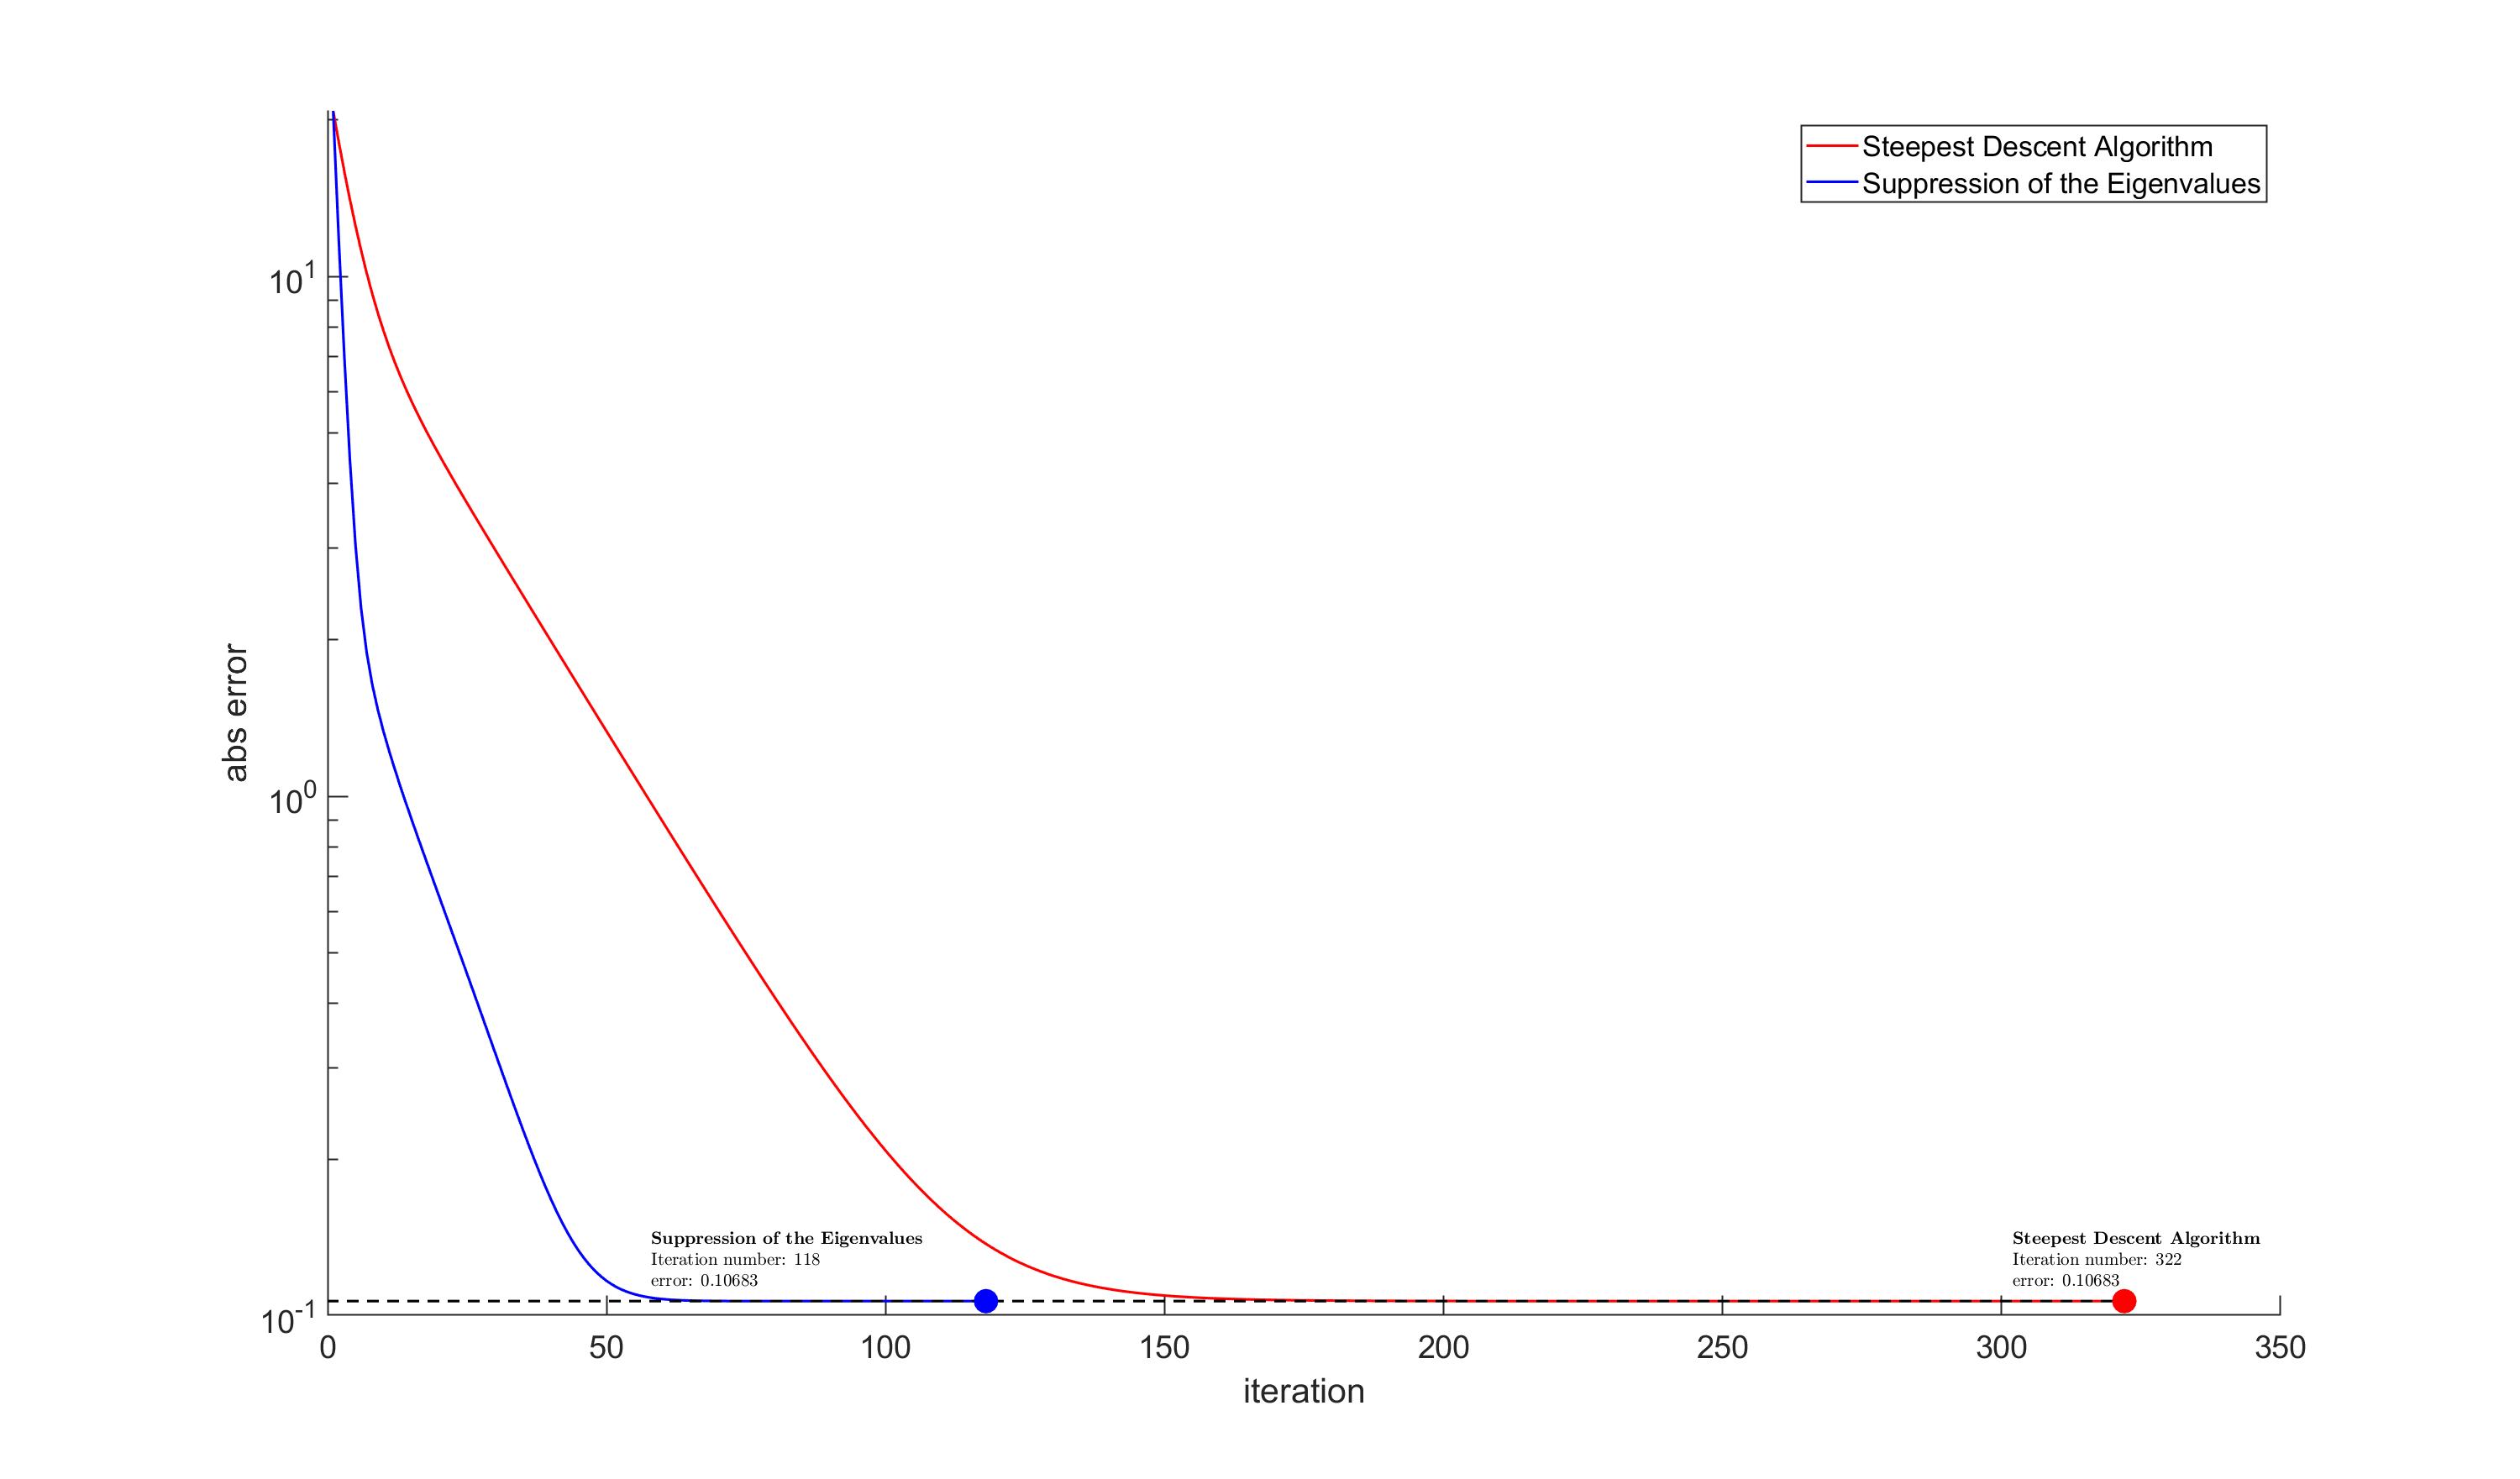 Steepest Descent Algorithm
Suppression of the Eigenvalues
10^1
10^0
10^-1
abs error
Suppression of the Eigenvalues
Iteration number: 118
error: 0.10683
Steepest Descent Algorithm
Iteration number: 322
error: 0.10683
0 50 100 150 200 250 300 350
iteration